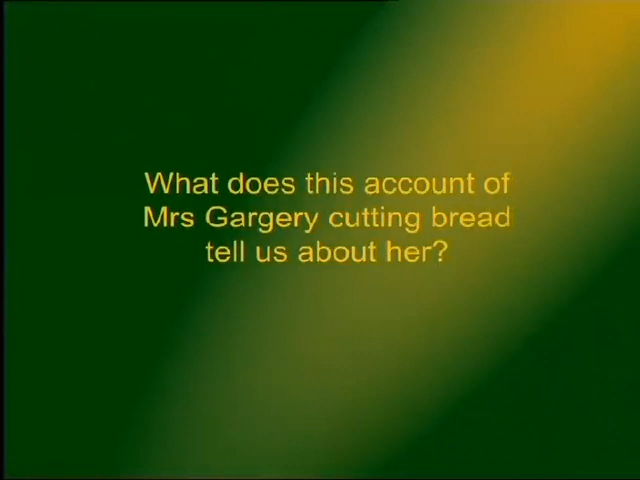 What does this account of
Mrs Gargery cutting bread
tell us about her?